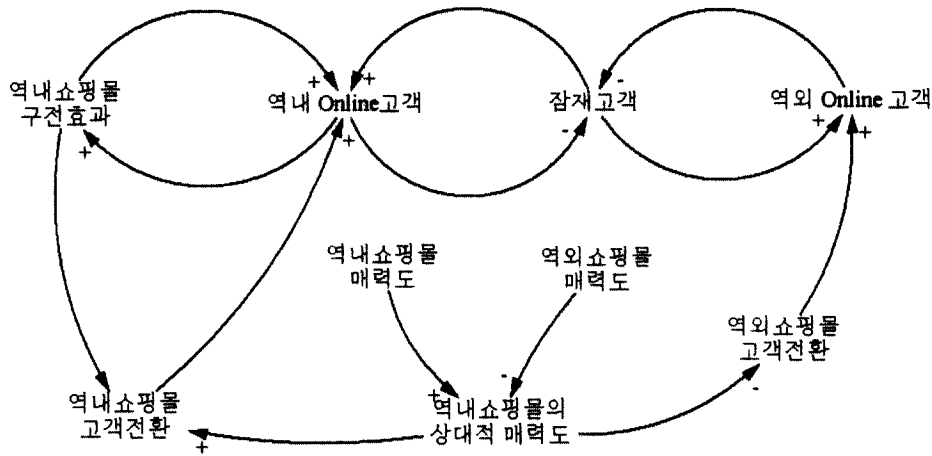 역내쇼핑몰
구전효과
역내 Online고객
잠재고객
역외 Online 고객
+
+
-
+
+
-
+
+
역내쇼핑몰
매력도
역외쇼핑몰
매력도
역외쇼핑몰
고객전환
-
-
+
역내쇼핑몰의
상대적 매력도
역내쇼핑몰
고객전환
+